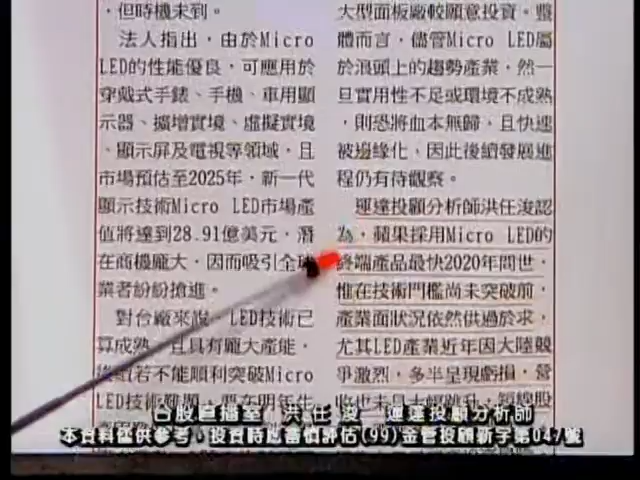 ，但時機未到。
法人指出，由於Micro
LED的性能優良，可應用於
穿戴式手錶、手機、車用顯
示器、擴增實境、虛擬實境
、顯示屏及電視等領域，且
市場預估至2025年，新一代
顯示技術Micro LED市場產
值將達到28.91億美元，潛
在商機龐大，因而吸引全球
業者紛紛搶進。
對台廠來說，LED技術已
算成熟，且具有龐大產能，
後續若不能順利突破Micro
LED技術難題，要在明年生
大型面板廠較願意投資。整
體而言，儘管Micro LED屬
於浪頭上的趨勢產業，然一
旦實用性不足或環境不成熟
，則恐將血本無歸，且快速
被邊緣化，因此後續發展進
程仍有待觀察。
運達投顧分析師洪任浚認
為，蘋果採用Micro LED的
終端產品最快2020年問世，
惟在技術門檻尚未突破前，
產業面狀況依然供過於求，
尤其LED產業近年因大陸競
爭激烈，多半呈現虧損，營
台股直播室 洪任浚 運達投顧分析師
本資料僅供參考，投資時應審慎評估(99)金管投顧新字第047號